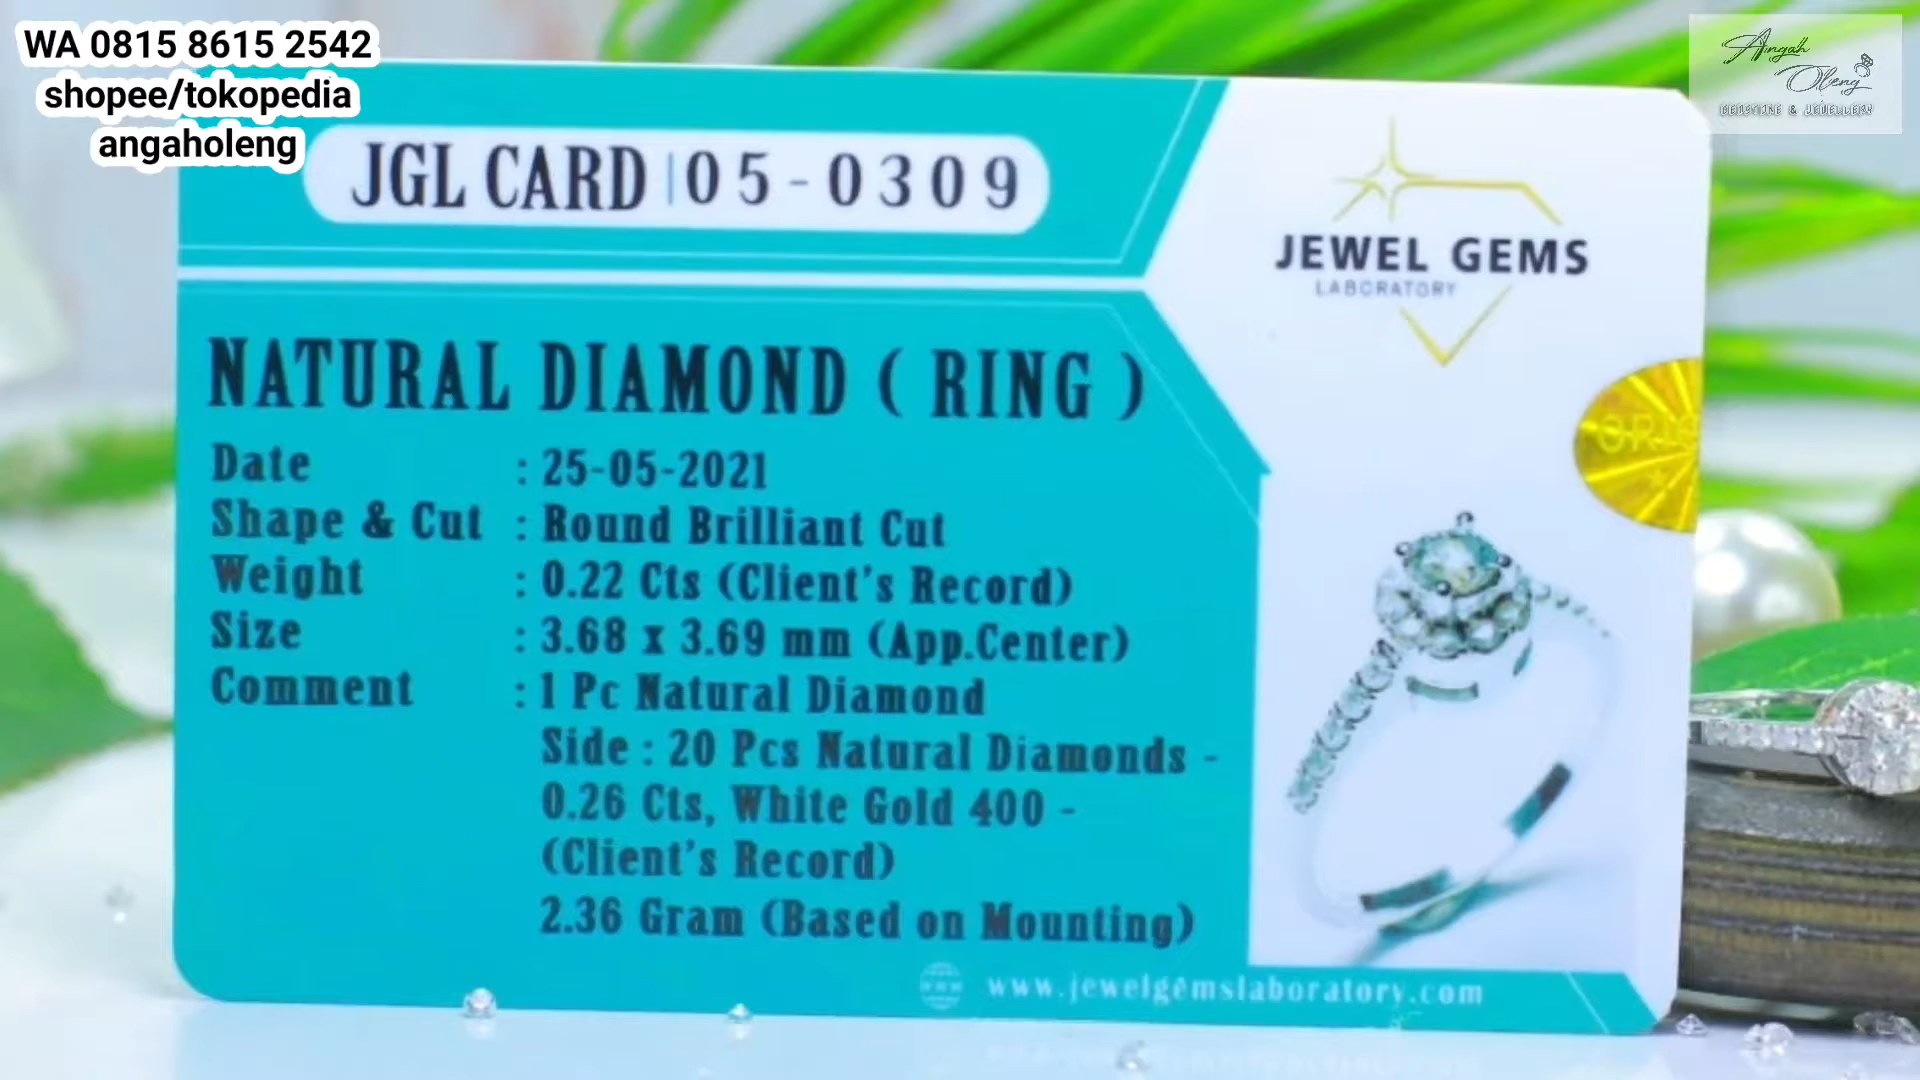 WA 0815 8615 2542
shopee/tokopedia
angaholeng
Angah
Oleng
GEMSTONE & JEWELLERY
JGL CARD | 05-0309
JEWEL GEMS
LABORATORY
NATURAL DIAMOND ( RING )
Date : 25-05-2021
Shape & Cut : Round Brilliant Cut
Weight : 0.22 Cts (Client's Record)
Size : 3.68 x 3.69 mm (App.Center)
Comment : 1 Pc Natural Diamond
Side : 20 Pcs Natural Diamonds -
0.26 Cts, White Gold 400 -
(Client's Record)
2.36 Gram (Based on Mounting)
www.jewelgemslaboratory.com